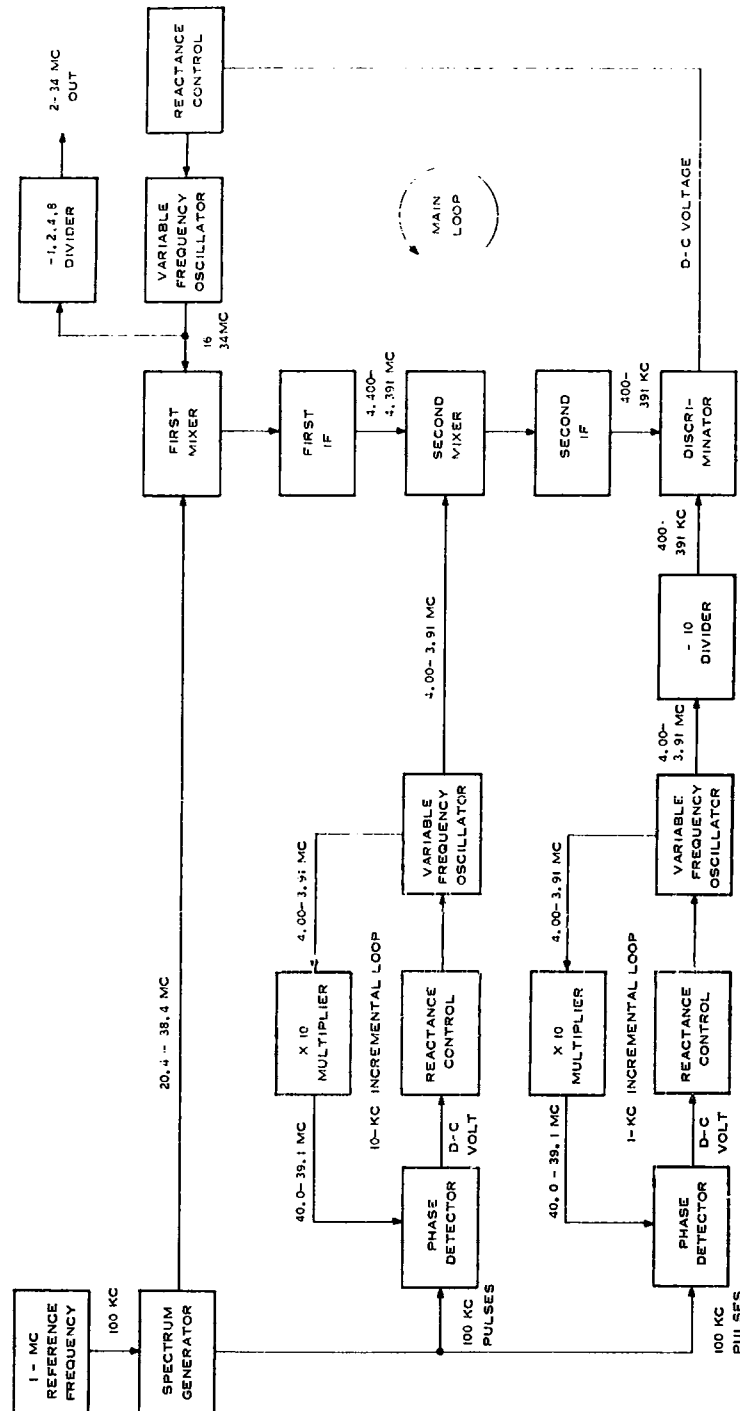 1 - MC
REFERENCE
FREQUENCY
100 KC
SPECTRUM
GENERATOR
20.4 - 38.4 MC
FIRST
MIXER
16
34 MC
VARIABLE
FREQUENCY
OSCILLATOR
REACTANCE
CONTROL
-1,2,4,8
DIVIDER
2-34 MC
OUT
FIRST
IF
4.400-
4.391 MC
SECOND
MIXER
SECOND
IF
400-
391 KC
DISCRI-
MINATOR
D-C VOLTAGE
MAIN
LOOP
100 KC
PULSES
PHASE
DETECTOR
D-C
VOLT
REACTANCE
CONTROL
VARIABLE
FREQUENCY
OSCILLATOR
4.00-3.91 MC
4.00-3.91 MC
X 10
MULTIPLIER
40.0-39.1 MC
10-KC INCREMENTAL LOOP
100 KC
PULSES
PHASE
DETECTOR
D-C
VOLT
REACTANCE
CONTROL
VARIABLE
FREQUENCY
OSCILLATOR
4.00-3.91 MC
X 10
MULTIPLIER
40.0-39.1 MC
1-KC INCREMENTAL LOOP
4.00-
3.91 MC
- 10
DIVIDER
400-
391 KC